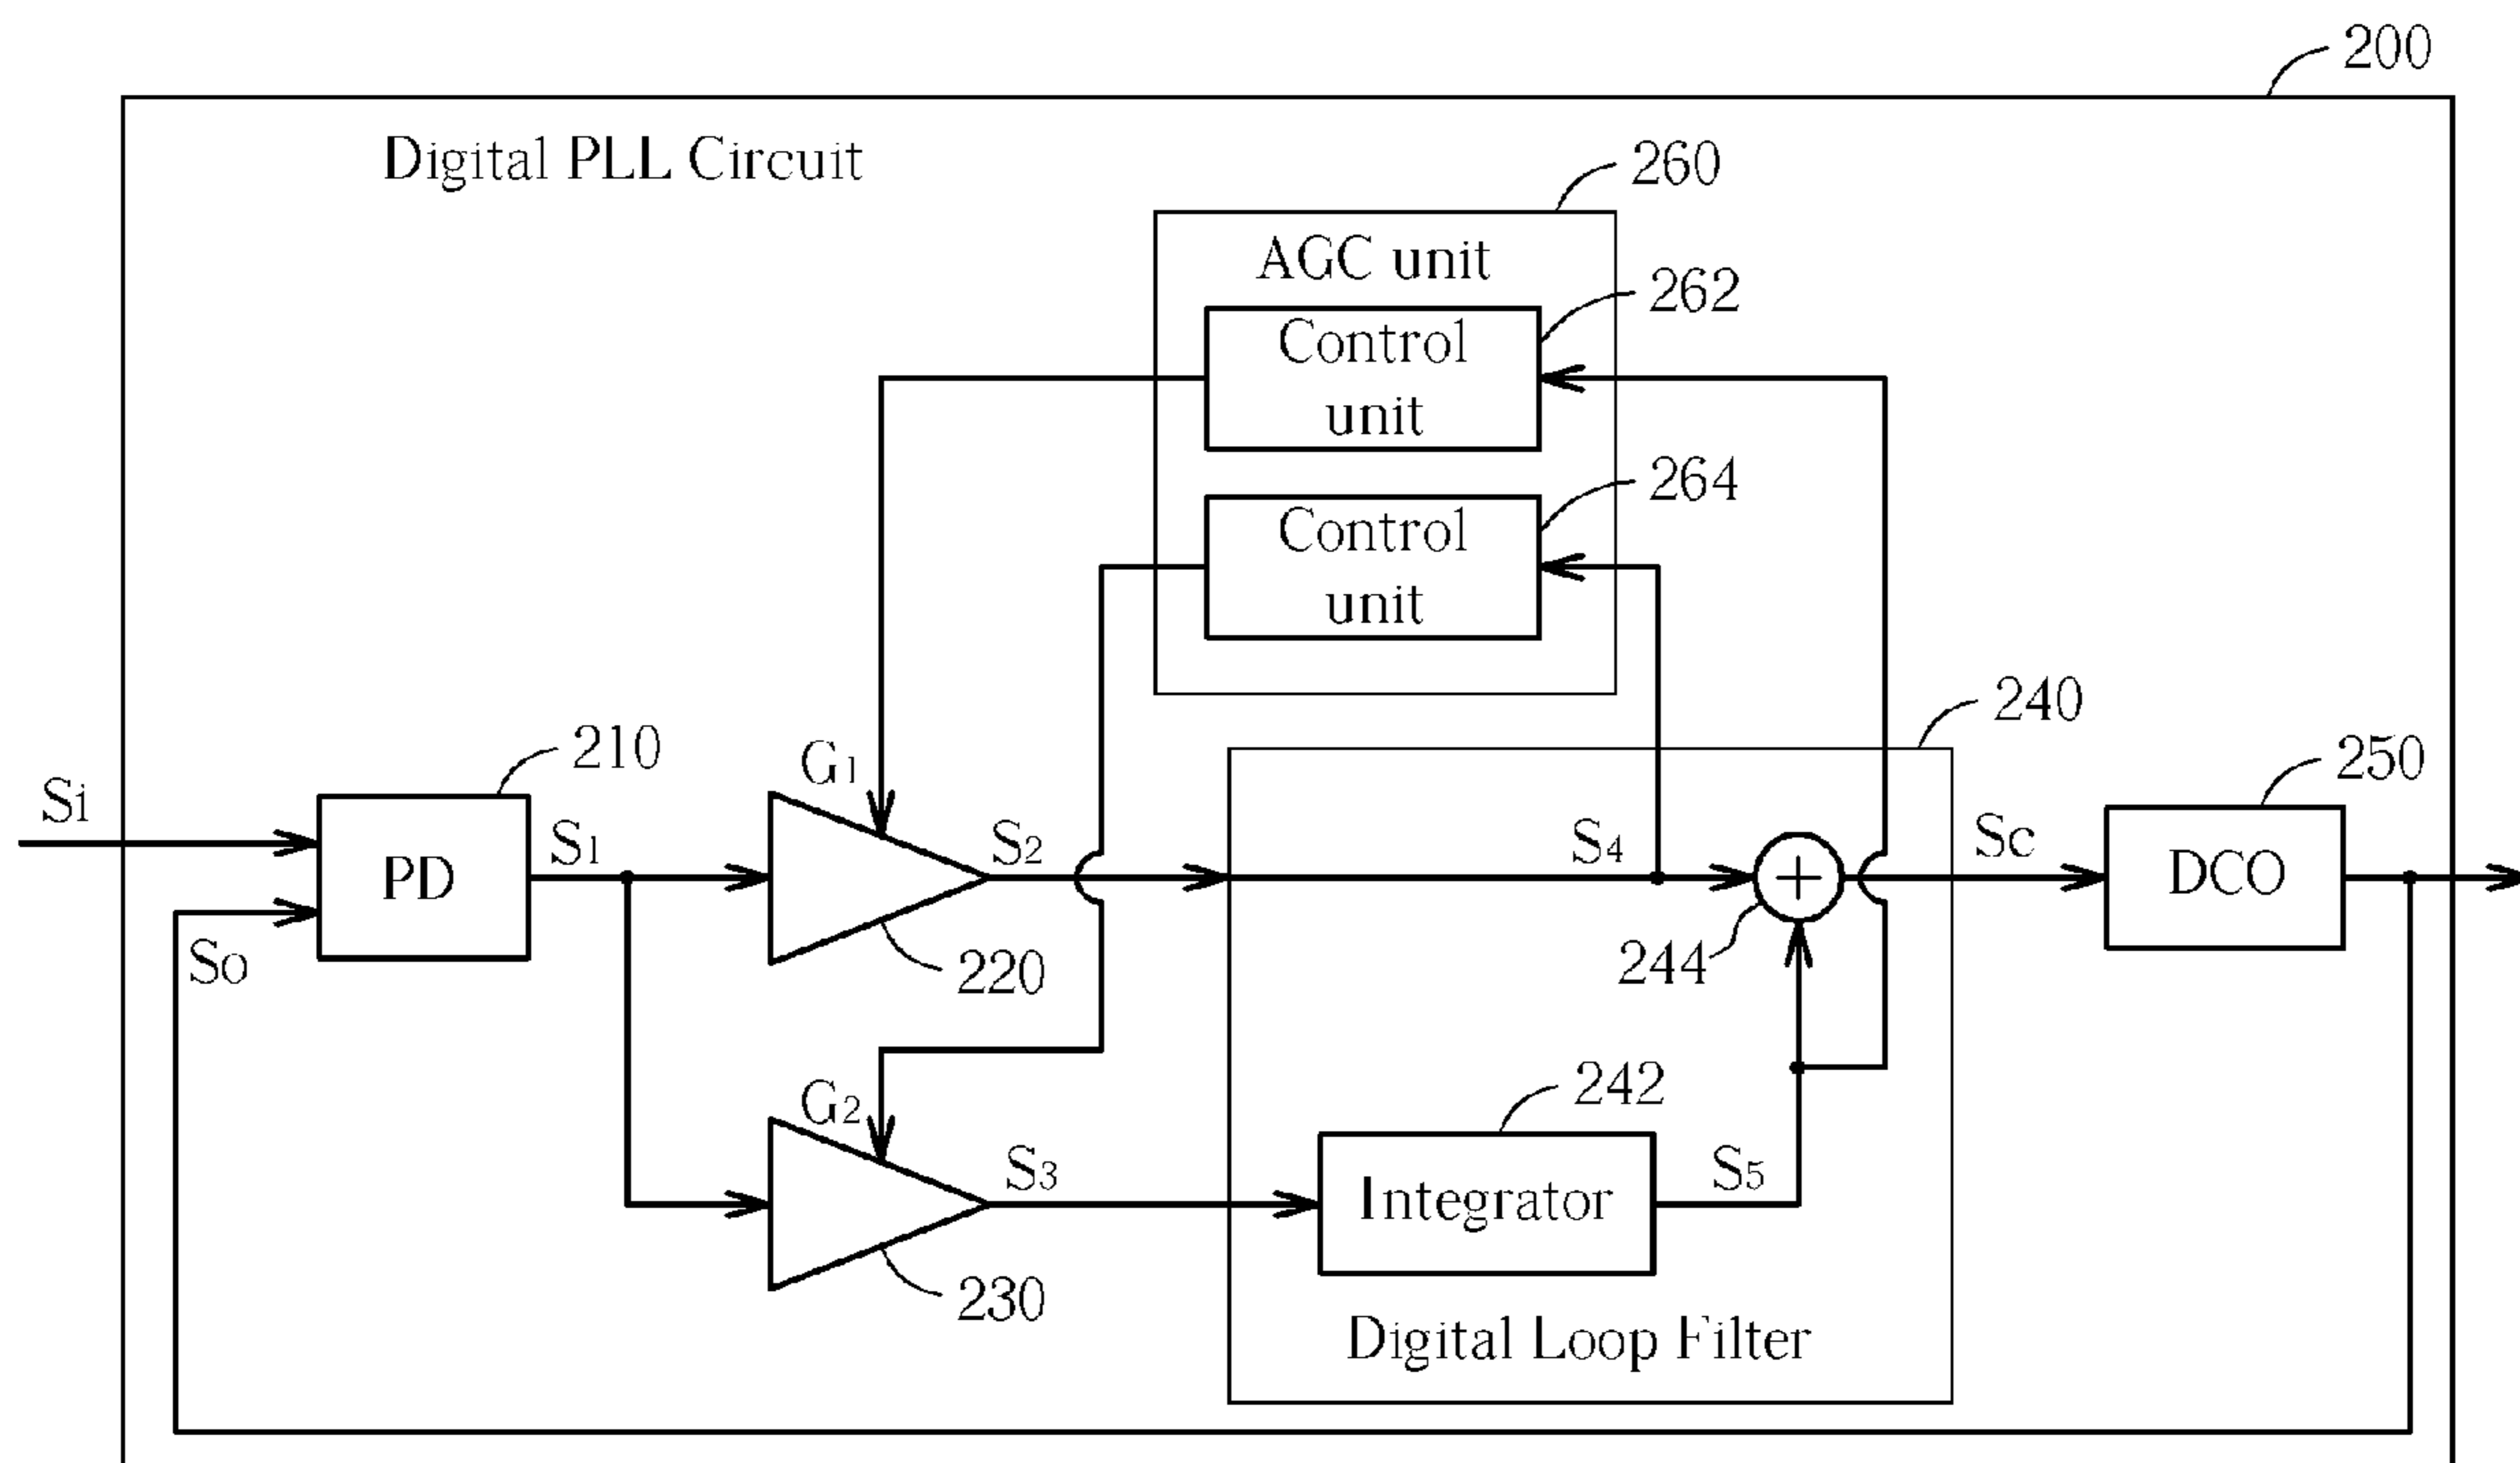 200
Digital PLL Circuit
260
AGC unit
262
Control
unit
264
Control
unit
240
210
G1
250
Si
S1
S2
S4
Sc
PD
DCO
So
220
244
G2
242
S3
S5
Integrator
230
Digital Loop Filter